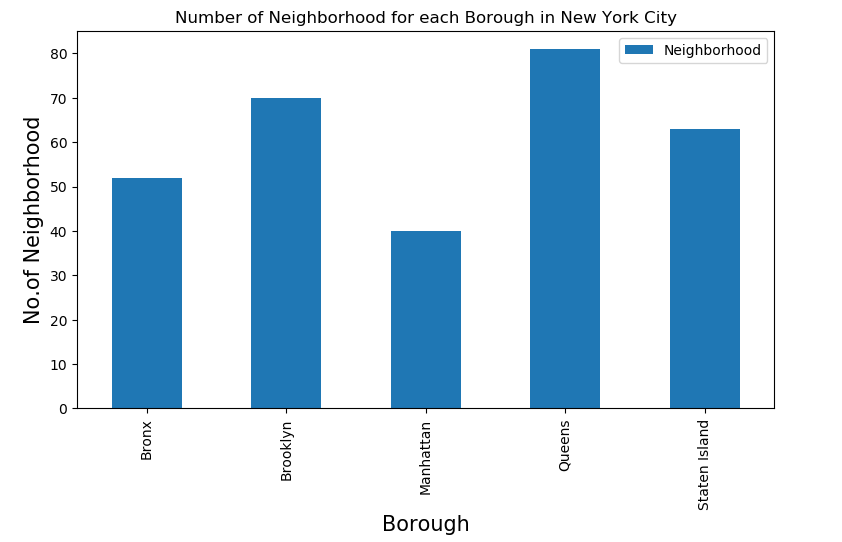 Number of Neighborhood for each Borough in New York City
Neighborhood
No.of Neighborhood
80
70
60
50
40
30
20
10
0
Bronx
Brooklyn
Manhattan
Queens
Staten Island
Borough